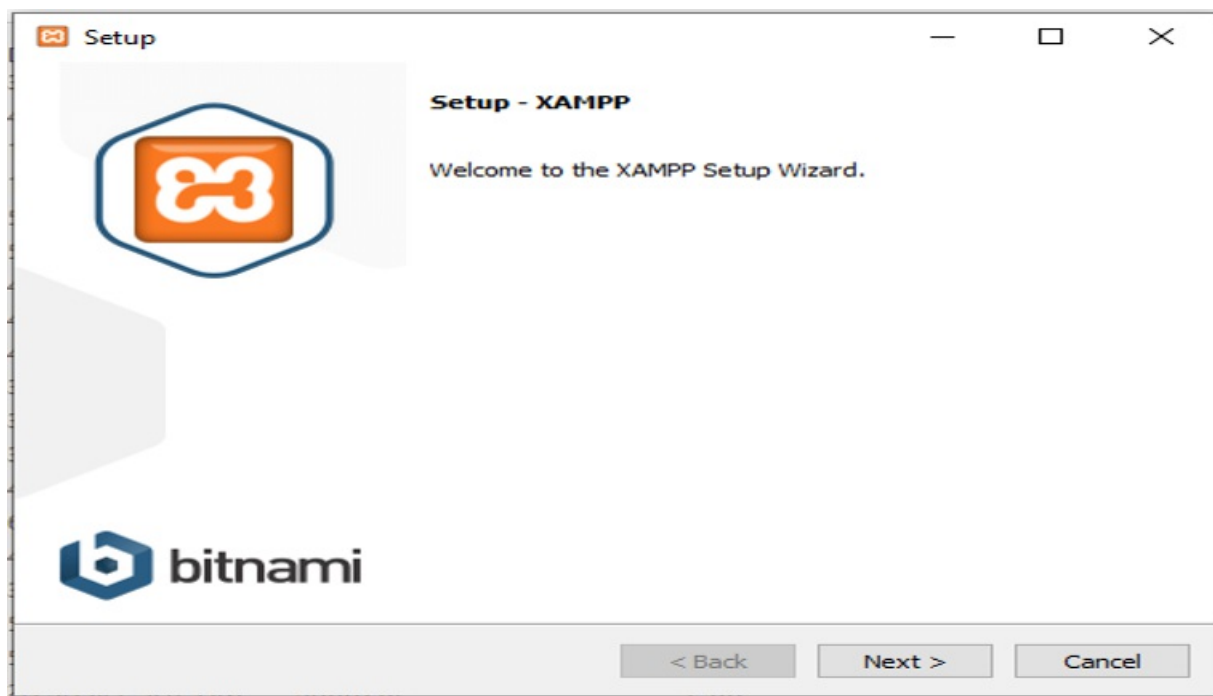 Setup
Setup - XAMPP
Welcome to the XAMPP Setup Wizard.
bitnami
< Back
Next >
Cancel